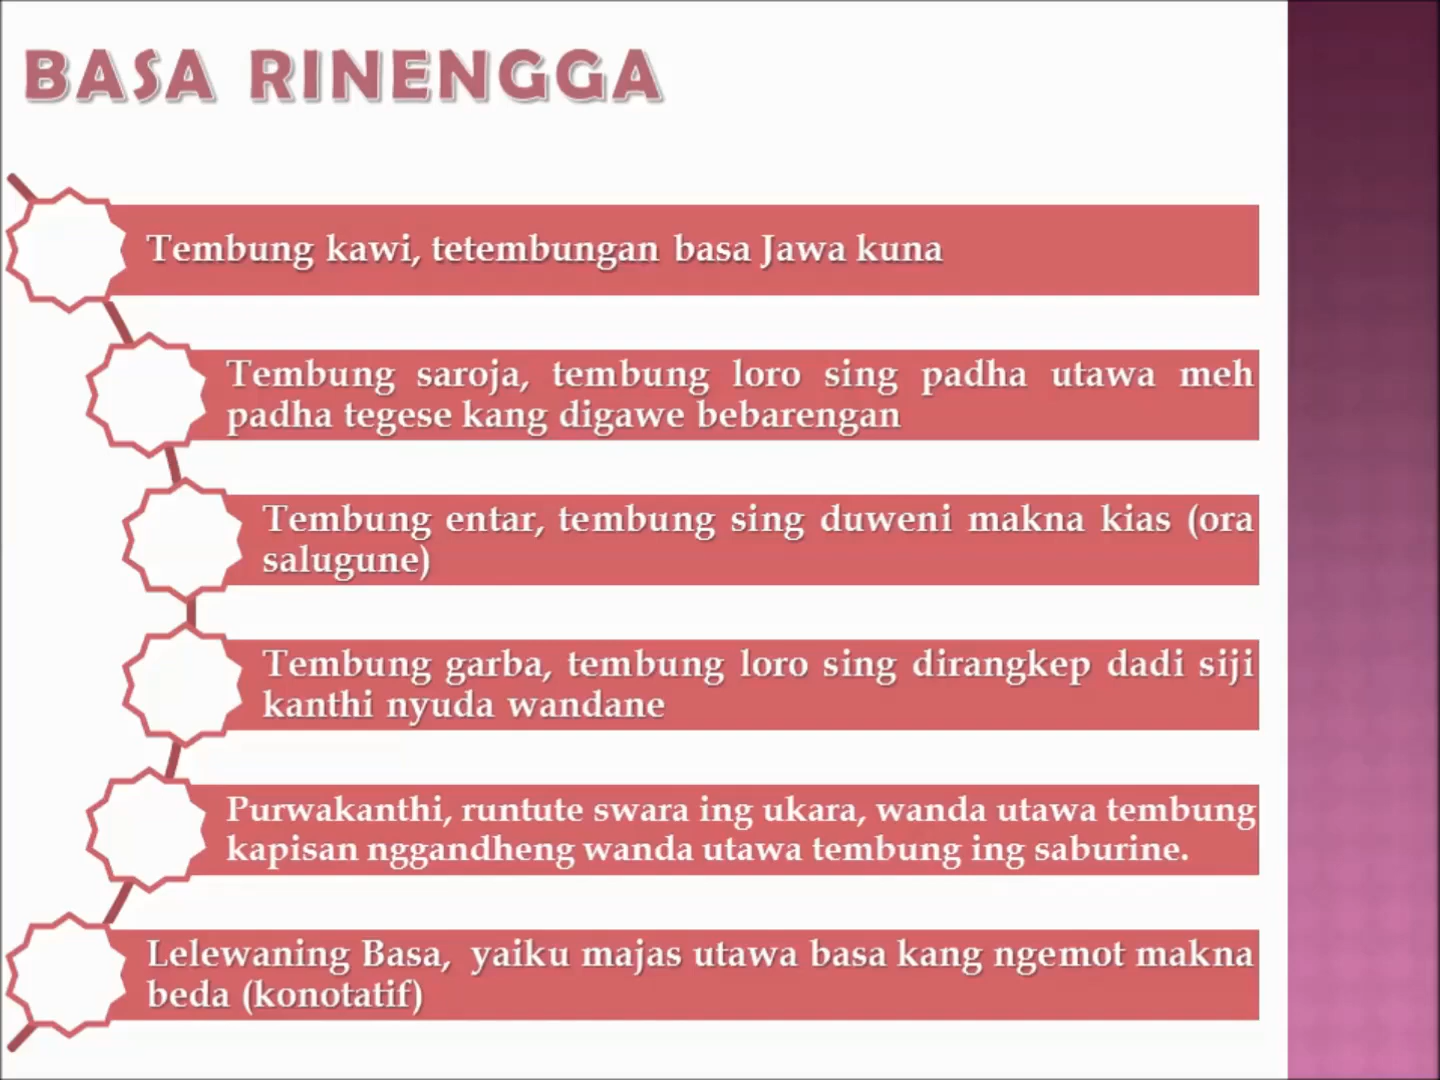 BASA RINENGGA
Tembung kawi, tetembungan basa Jawa kuna
Tembung saroja, tembung loro sing padha utawa meh
padha tegese kang digawe bebarengan
Tembung entar, tembung sing duweni makna kias (ora
salugune)
Tembung garba, tembung loro sing dirangkep dadi siji
kanthi nyuda wandane
Purwakanthi, runtute swara ing ukara, wanda utawa tembung
kapisan nggandheng wanda utawa tembung ing saburine.
Lelewaning Basa, yaiku majas utawa basa kang ngemot makna
beda (konotatif)